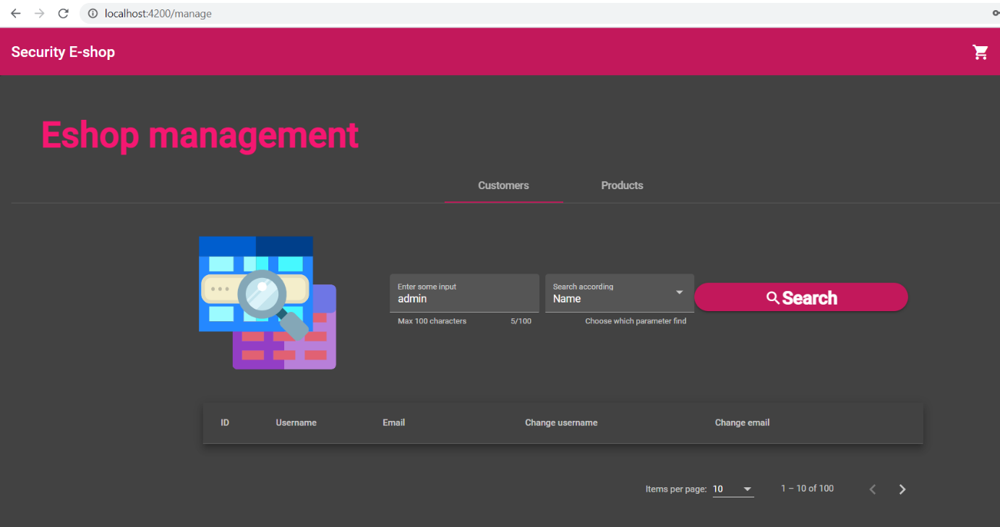 localhost:4200/manage
Security E-shop
Eshop management
Customers Products
Enter some input
admin
Max 100 characters 5/100
Search according
Name
Choose which parameter find
Search
ID Username Email Change username Change email
Items per page: 10 1 – 10 of 100